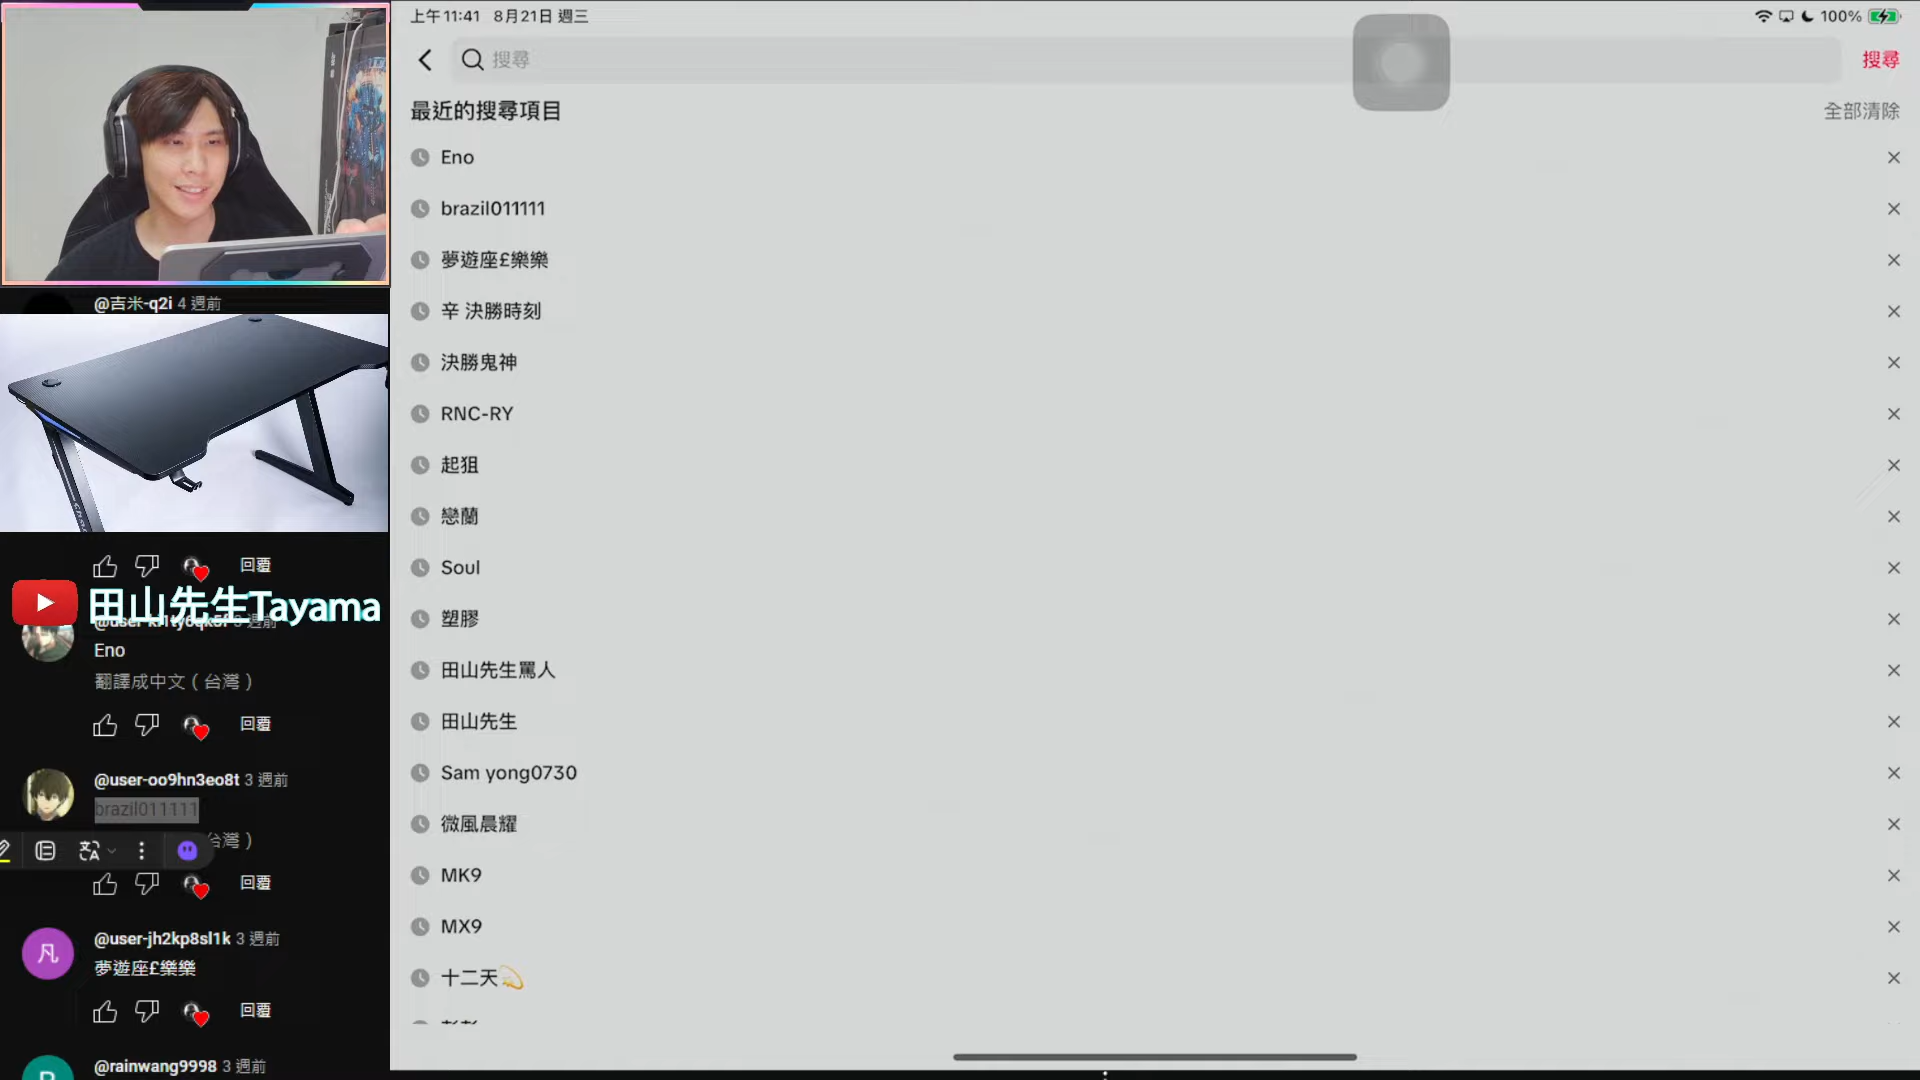 上午11:41 8月21日 週三
100%
搜尋
搜尋
最近的搜尋項目
全部清除
Eno
brazil011111
夢遊座£樂樂
辛 決勝時刻
決勝鬼神
RNC-RY
起狙
戀蘭
Soul
塑膠
田山先生罵人
田山先生
Sam yong0730
微風晨耀
MK9
MX9
十二天💫
@吉米-q2i 4 週前
回覆
田山先生Tayama
Eno
翻譯成中文（台灣）
回覆
@user-oo9hn3eo8t 3 週前
brazil011111
台灣）
回覆
凡
@user-jh2kp8sl1k 3 週前
夢遊座£樂樂
回覆
@rainwang9998 3 週前